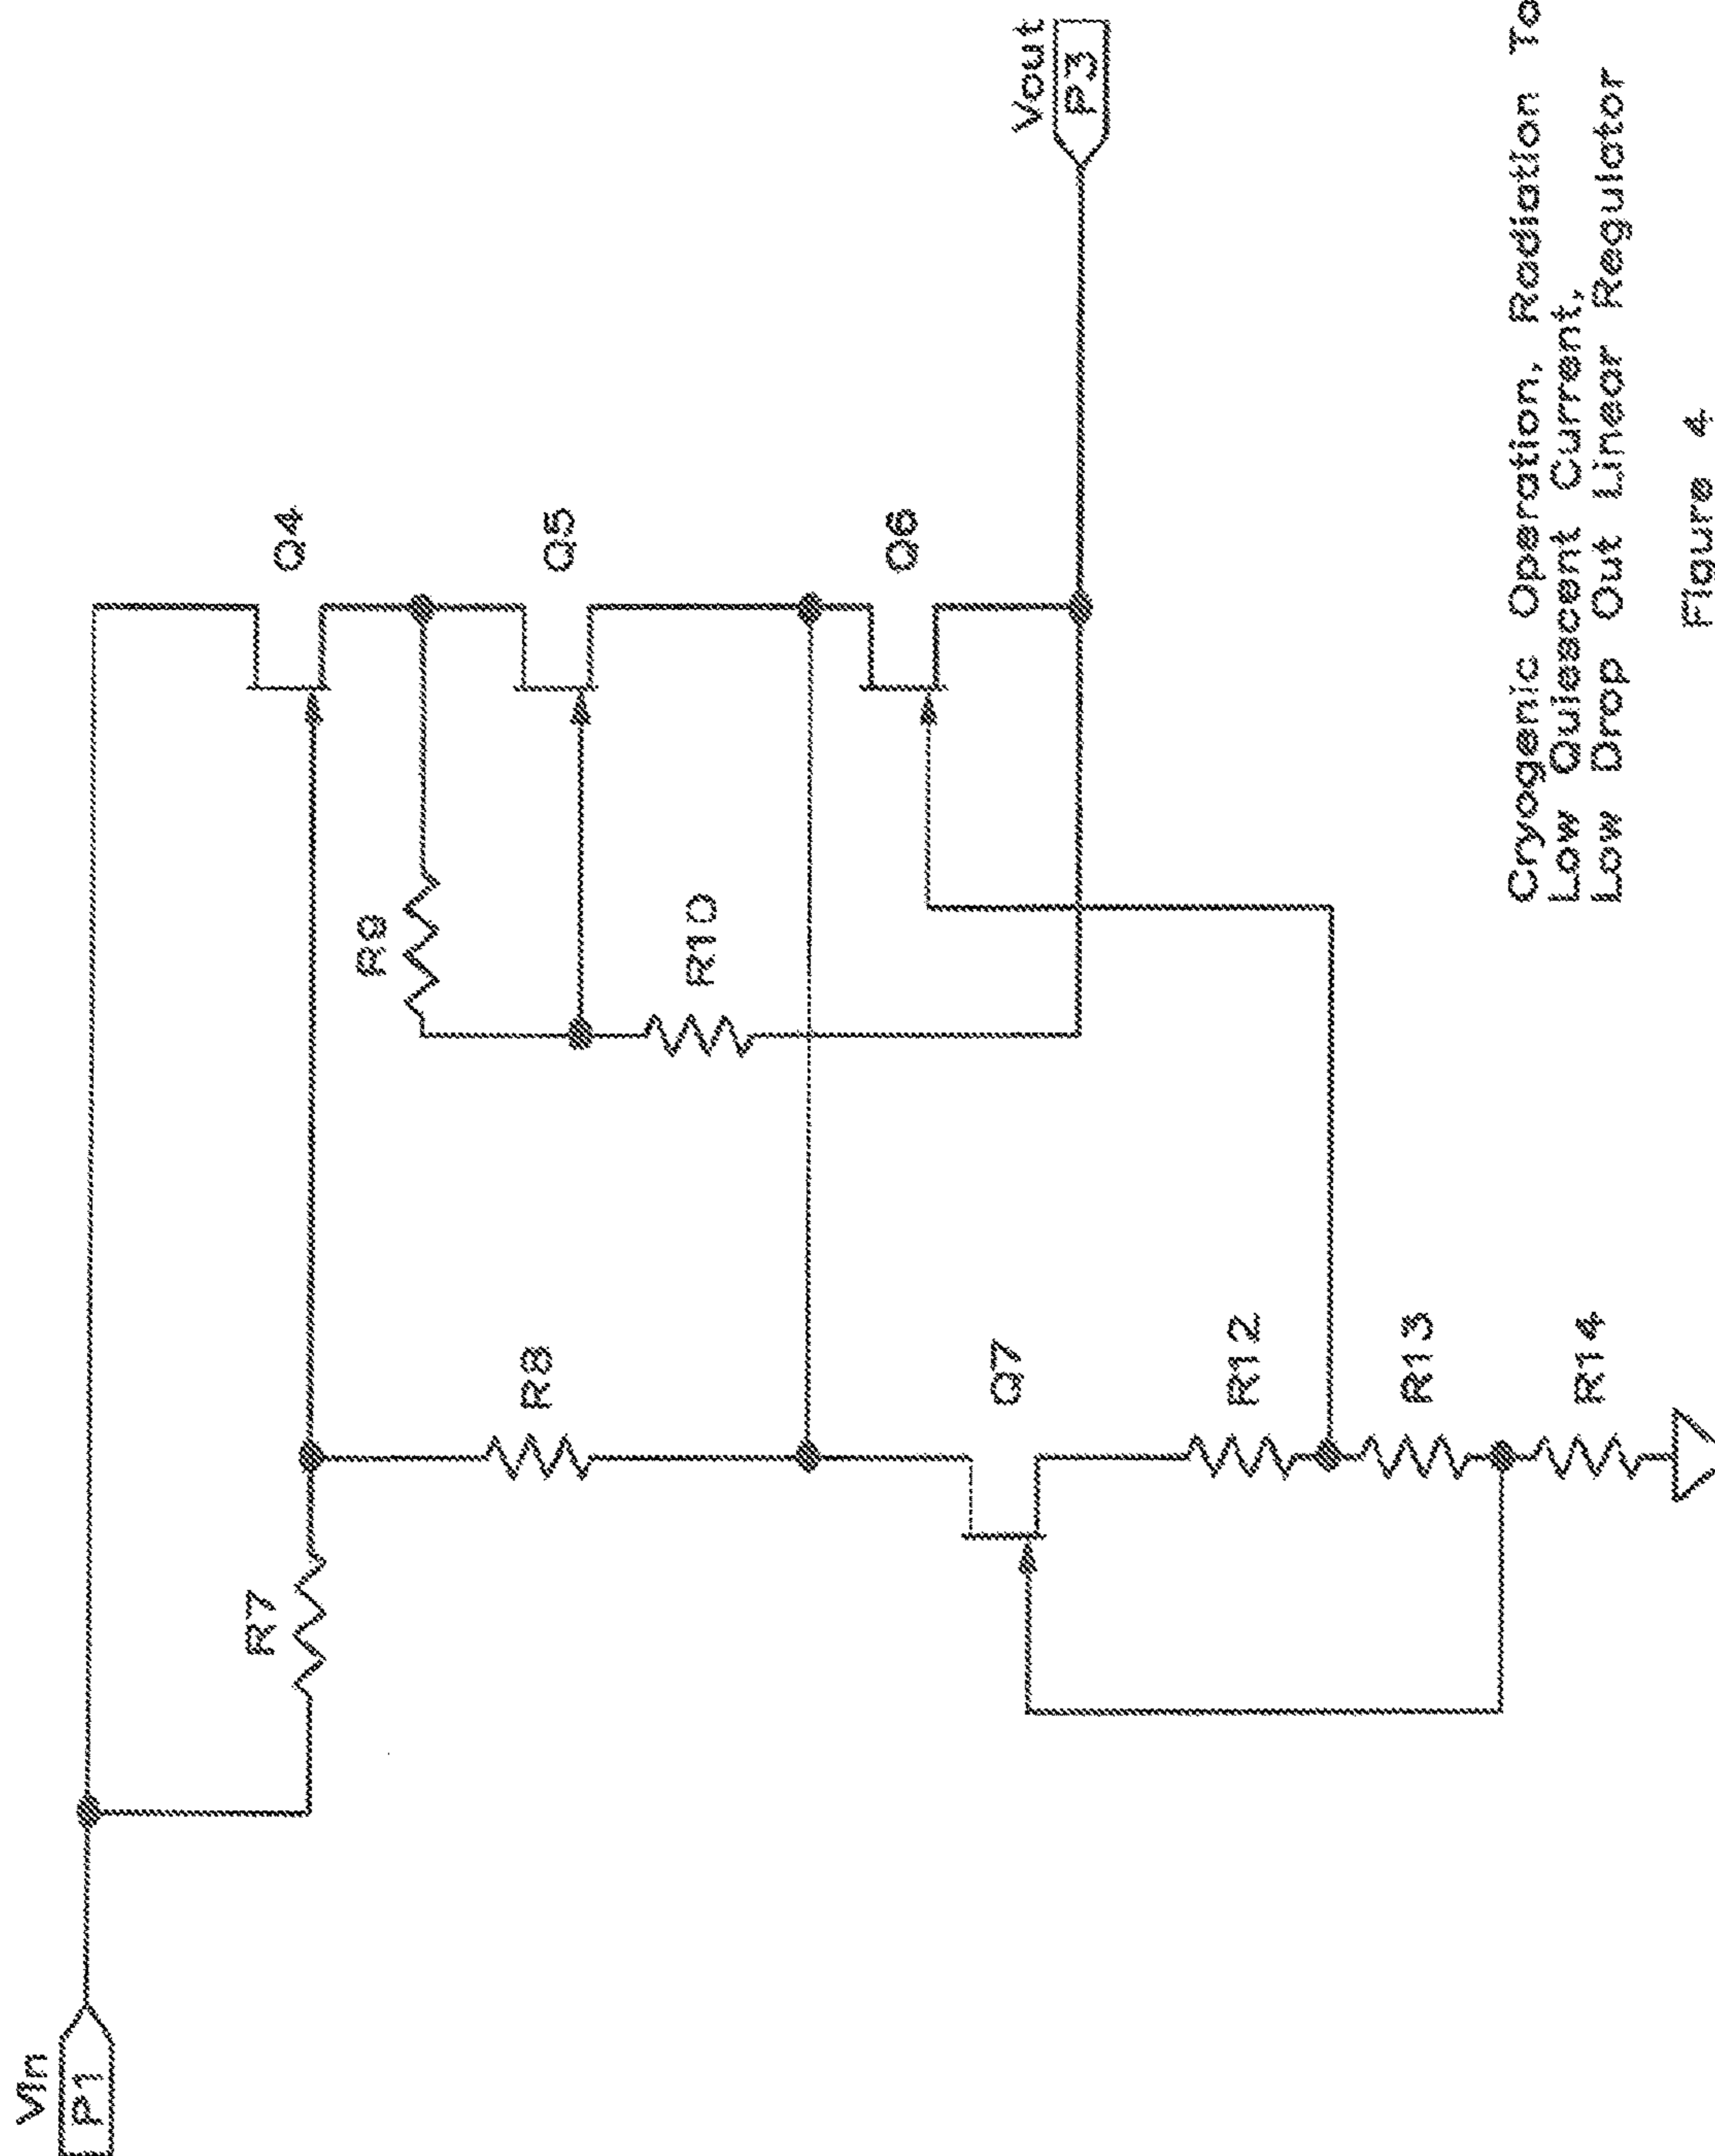 Vin
P1
R7
R8
Q7
R12
R13
R14
R9
R10
Q4
Q5
Q6
Vout
P3
Cryogenic Operation, Radiation To
Low Quiescent Current,
Low Drop Out Linear Regulator
Figure 4